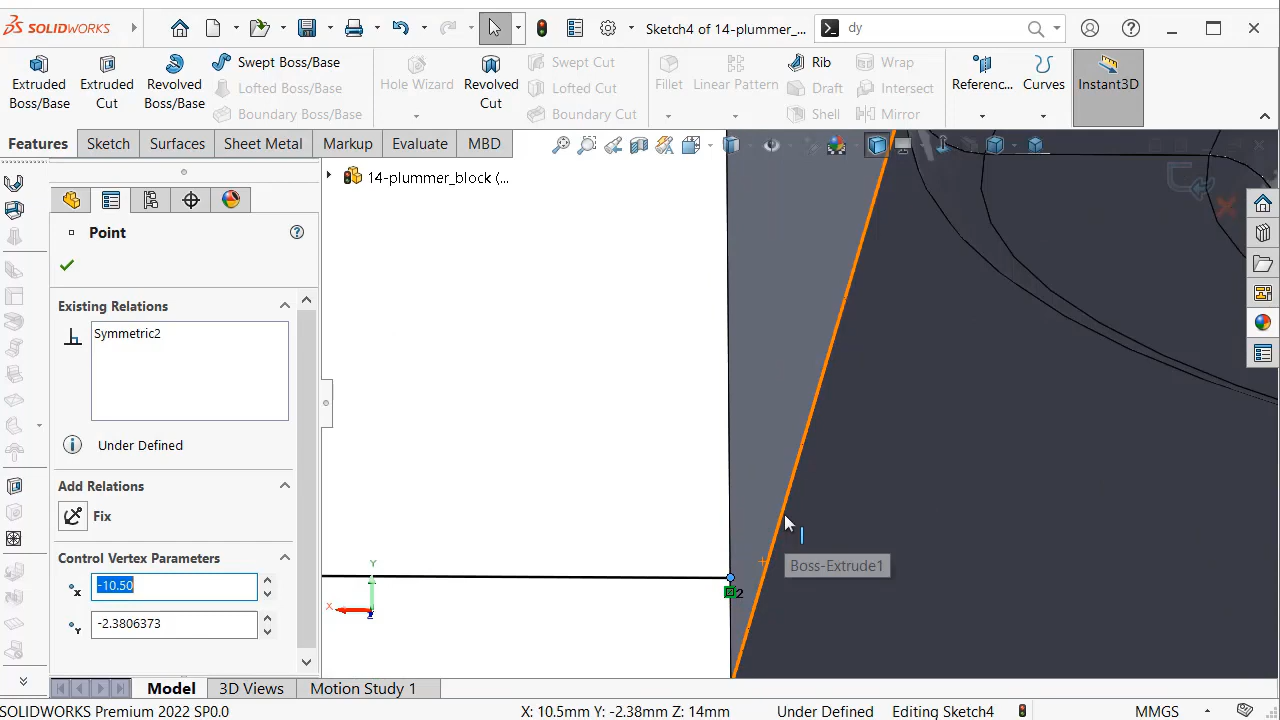 SOLIDWORKS
Sketch4 of 14-plummer_...
dy
Extruded Boss/Base
Extruded Cut
Revolved Boss/Base
Swept Boss/Base
Lofted Boss/Base
Boundary Boss/Base
Hole Wizard
Revolved Cut
Swept Cut
Lofted Cut
Boundary Cut
Fillet
Linear Pattern
Rib
Draft
Shell
Wrap
Intersect
Mirror
Referenc...
Curves
Instant3D
Features
Sketch
Surfaces
Sheet Metal
Markup
Evaluate
MBD
14-plummer_block (...
Point
Existing Relations
Symmetric2
Under Defined
Add Relations
Fix
Control Vertex Parameters
X
-10.50
Y
-2.3806373
Y
X
Z
2
Boss-Extrude1
Model
3D Views
Motion Study 1
SOLIDWORKS Premium 2022 SP0.0
X: 10.5mm Y: -2.38mm Z: 14mm
Under Defined
Editing Sketch4
MMGS